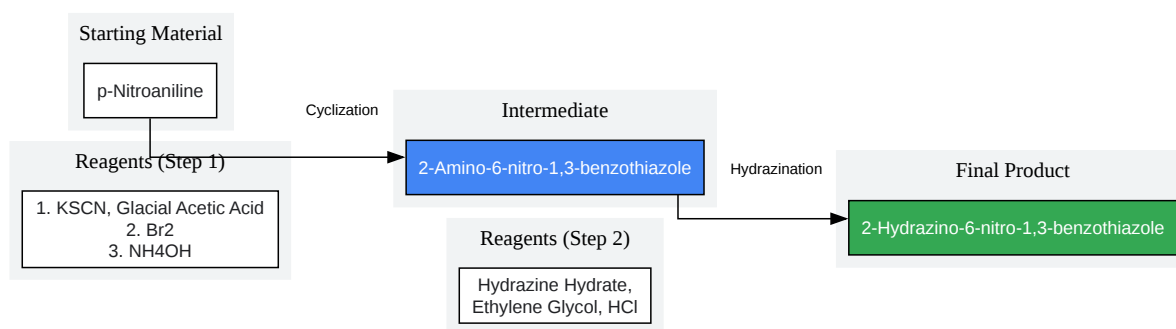 Starting Material
p-Nitroaniline
Reagents (Step 1)
1. KSCN, Glacial Acetic Acid
2. Br2
3. NH4OH
Cyclization
Intermediate
2-Amino-6-nitro-1,3-benzothiazole
Reagents (Step 2)
Hydrazine Hydrate,
Ethylene Glycol, HCl
Hydrazination
Final Product
2-Hydrazino-6-nitro-1,3-benzothiazole